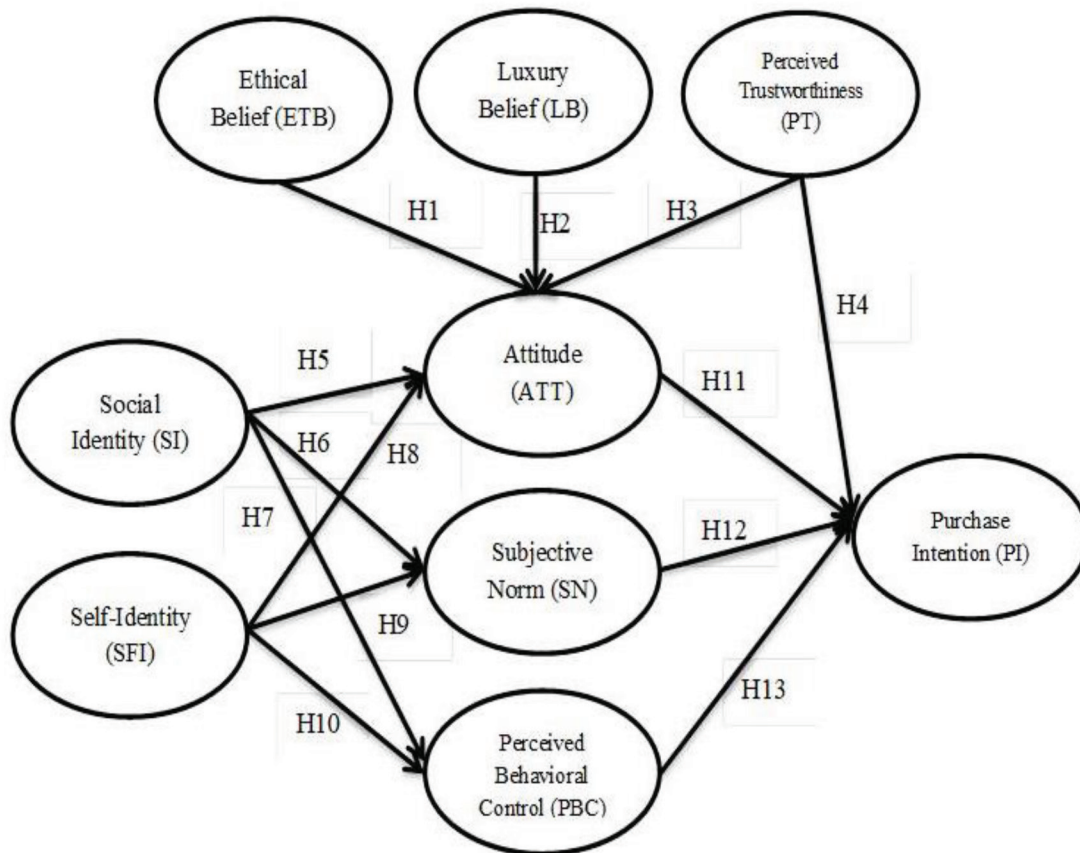 Ethical
Belief (ETB)
Luxury
Belief (LB)
Perceived
Trustworthiness
(PT)
H1
H2
H3
H4
Attitude
(ATT)
Social
Identity (SI)
H5
H6
H7
H8
H11
Subjective
Norm (SN)
H12
Purchase
Intention (PI)
Self-Identity
(SFI)
H9
H10
H13
Perceived
Behavioral
Control (PBC)